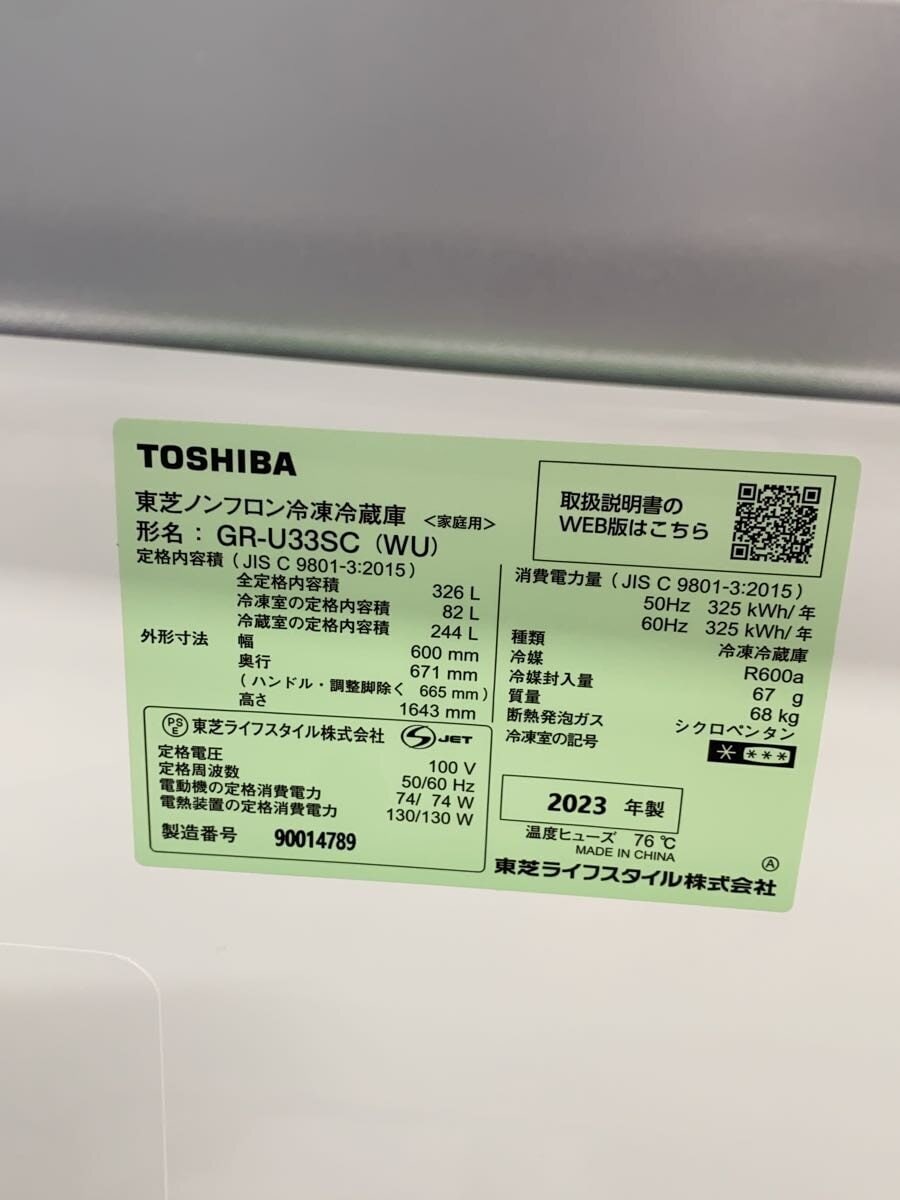 TOSHIBA
東芝ノンフロン冷凍冷蔵庫 <家庭用>
形名： GR-U33SC (WU)
取扱説明書の
WEB版はこちら
定格内容積 (JIS C 9801-3:2015)
全定格内容積 326 L
冷凍室の定格内容積 82 L
冷蔵室の定格内容積 244 L
外形寸法 幅 600 mm
奥行 671 mm
(ハンドル・調整脚除く 665 mm)
高さ 1643 mm
消費電力量 (JIS C 9801-3:2015)
50Hz 325 kWh/年
60Hz 325 kWh/年
種類 冷凍冷蔵庫
冷媒 R600a
冷媒封入量 67 g
質量 68 kg
断熱発泡ガス シクロペンタン
冷凍室の記号 * ***
PS E 東芝ライフスタイル株式会社 S JET
定格電圧 100 V
定格周波数 50/60 Hz
電動機の定格消費電力 74/ 74 W
電熱装置の定格消費電力 130/130 W
製造番号 90014789
2023 年製
温度ヒューズ 76℃
MADE IN CHINA
A
東芝ライフスタイル株式会社